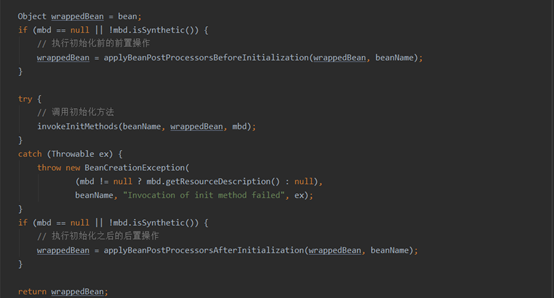 Object wrappedBean = bean;
if (mbd == null || !mbd.isSynthetic()) {
// 执行初始化前的前置操作
wrappedBean = applyBeanPostProcessorsBeforeInitialization(wrappedBean, beanName);
}
try {
// 调用初始化方法
invokeInitMethods(beanName, wrappedBean, mbd);
}
catch (Throwable ex) {
throw new BeanCreationException(
(mbd != null ? mbd.getResourceDescription() : null),
beanName, "Invocation of init method failed", ex);
}
if (mbd == null || !mbd.isSynthetic()) {
// 执行初始化之后的后置操作
wrappedBean = applyBeanPostProcessorsAfterInitialization(wrappedBean, beanName);
}
return wrappedBean;